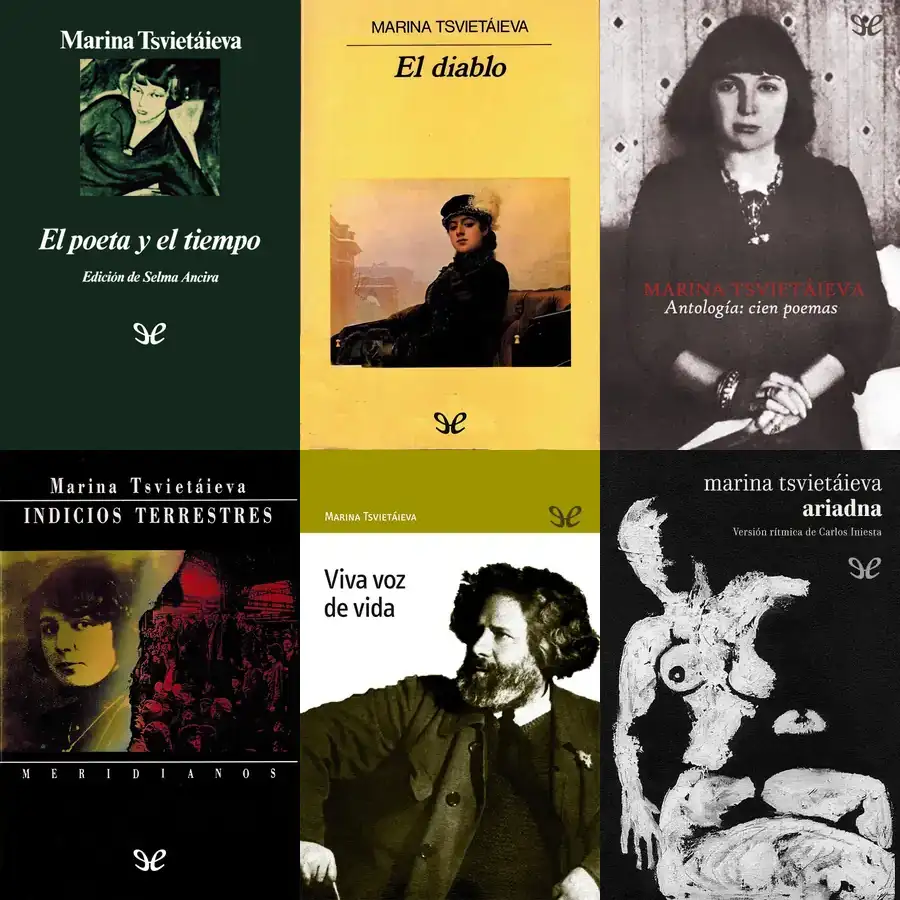 Marina Tsvietáieva
El poeta y el tiempo
Edición de Selma Ancira
MARINA TSVIETÁIEVA
El diablo
MARINA TSVIETÁIEVA
Antología: cien poemas
Marina Tsvietáieva
INDICIOS TERRESTRES
MERIDIANOS
MARINA TSVIETÁIEVA
Viva voz
de vida
marina tsvietáieva
ariadna
Versión rítmica de Carlos Iniesta